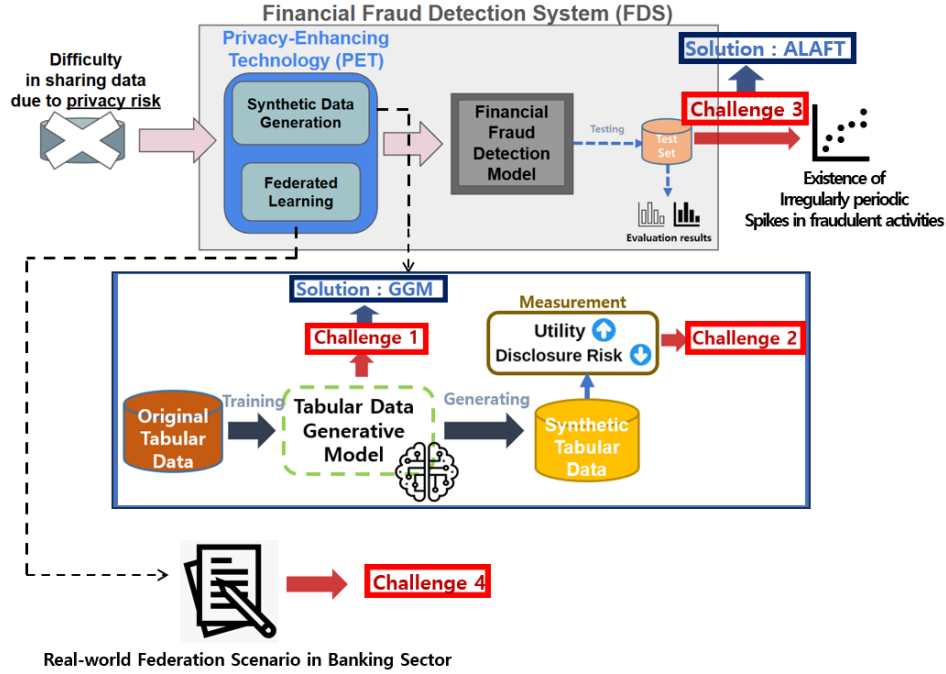 Financial Fraud Detection System (FDS)
Difficulty
in sharing data
due to privacy risk
Privacy-Enhancing
Technology (PET)
Synthetic Data
Generation
Federated
Learning
Financial
Fraud
Detection
Model
Testing
Test
Set
Evaluation results
Solution : ALAFT
Challenge 3
Existence of
Irregularly periodic
Spikes in fraudulent activities
Solution : GGM
Challenge 1
Measurement
Utility
Disclosure Risk
Challenge 2
Original
Tabular
Data
Training
Tabular Data
Generative
Model
Generating
Synthetic
Tabular
Data
Challenge 4
Real-world Federation Scenario in Banking Sector